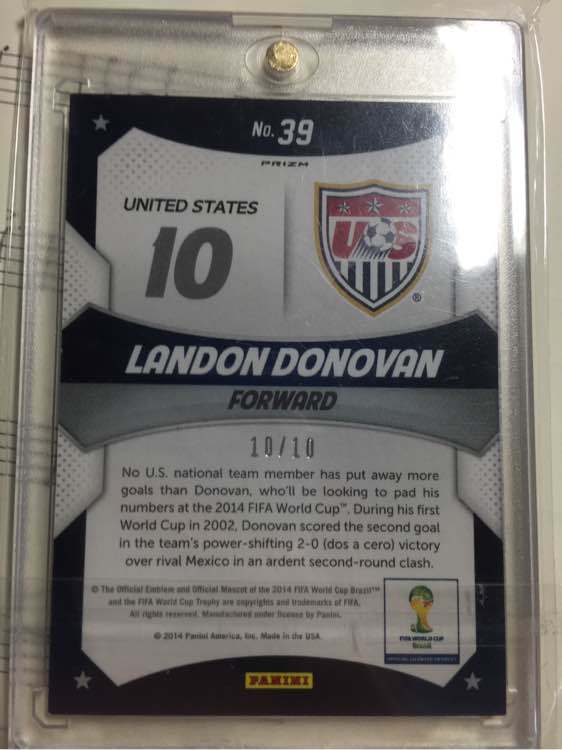 No. 39
PRIZM
UNITED STATES
10
US
®
LANDON DONOVAN
FORWARD
10/10
No U.S. national team member has put away more
goals than Donovan, who'll be looking to pad his
numbers at the 2014 FIFA World Cup™. During his first
World Cup in 2002, Donovan scored the second goal
in the team's power-shifting 2-0 (dos a cero) victory
over rival Mexico in an ardent second-round clash.
© The Official Emblem and Official Mascot of the 2014 FIFA World Cup Brazil™
and the FIFA World Cup Trophy are copyrights and trademarks of FIFA.
All rights reserved. Manufactured under license by Panini.
© 2014 Panini America, Inc. Made in the USA.
FIFA WORLD CUP
Brasil
OFFICIAL LICENSED PRODUCT
PANINI